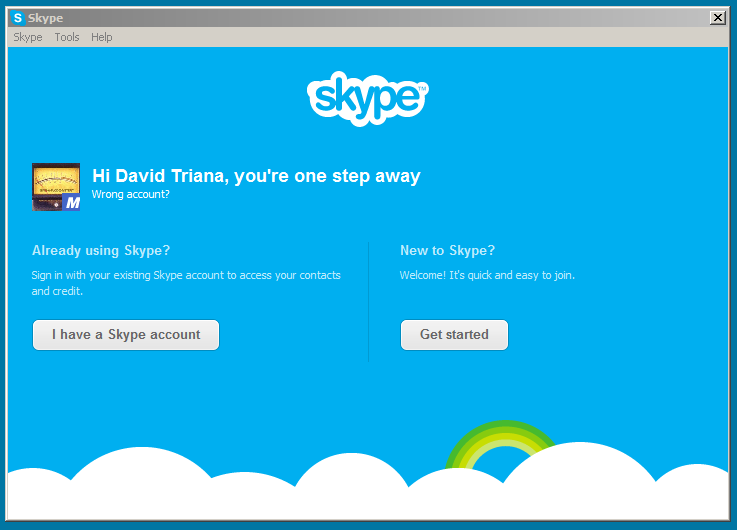 Skype
Skype Tools Help
skype™
Hi David Triana, you're one step away
Wrong account?
M
Already using Skype?
Sign in with your existing Skype account to access your contacts
and credit.
I have a Skype account
New to Skype?
Welcome! It's quick and easy to join.
Get started